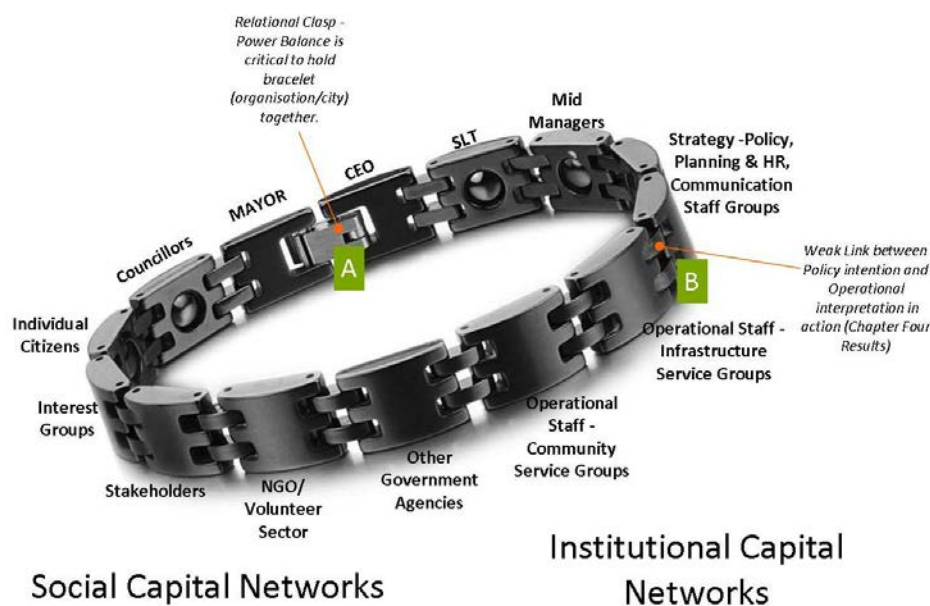 Relational Clasp -
Power Balance is
critical to hold
bracelet
(organisation/city)
together.
Mid
Managers
SLT
CEO
MAYOR
Councillors
Strategy -Policy,
Planning & HR,
Communication
Staff Groups
A
B
Weak Link between
Policy intention and
Operational
interpretation in
action (Chapter Four
Results)
Individual
Citizens
Operational Staff -
Infrastructure
Service Groups
Interest
Groups
Stakeholders
NGO/
Volunteer
Sector
Other
Government
Agencies
Operational
Staff -
Community
Service Groups
Social Capital Networks
Institutional Capital
Networks